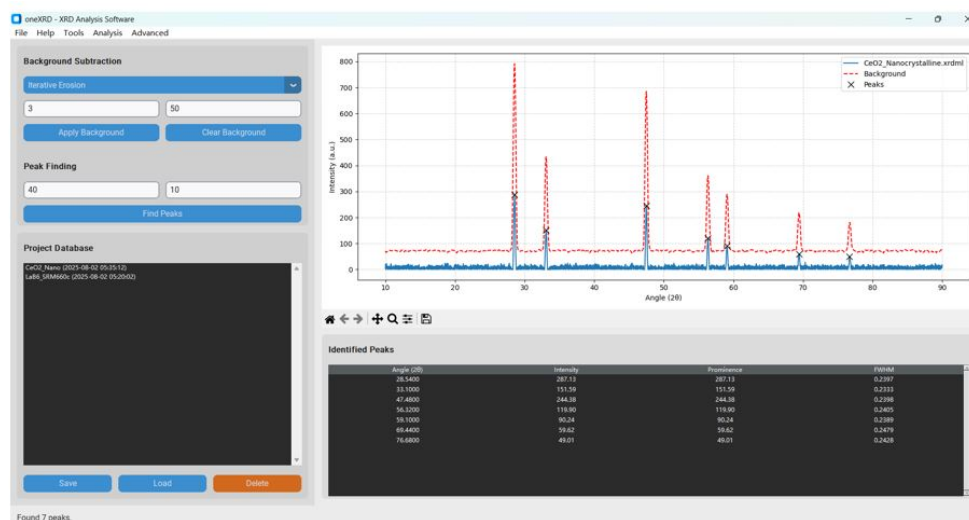 oneXRD - XRD Analysis Software
File Help Tools Analysis Advanced
Background Subtraction
Iterative Erosion
3 50
Apply Background Clear Background
Peak Finding
40 10
Find Peaks
Project Database
CeO2_Nano (2025-08-02 05:35:12)
LaB6_SRM660c (2025-08-02 05:20:02)
Save Load Delete
Found 7 peaks.
CeO2_Nanocrystalline.xrdml
Background
Peaks
Intensity (a.u.)
800
700
600
500
400
300
200
100
0
10 20 30 40 50 60 70 80 90
Angle (2θ)
Identified Peaks
Angle (2θ) Intensity Prominence FWHM
28.5400 287.13 287.13 0.2397
33.1000 151.59 151.59 0.2333
47.4800 244.38 244.38 0.2398
56.3200 119.90 119.90 0.2405
59.1000 90.24 90.24 0.2389
69.4400 59.62 59.62 0.2479
76.6800 49.01 49.01 0.2428